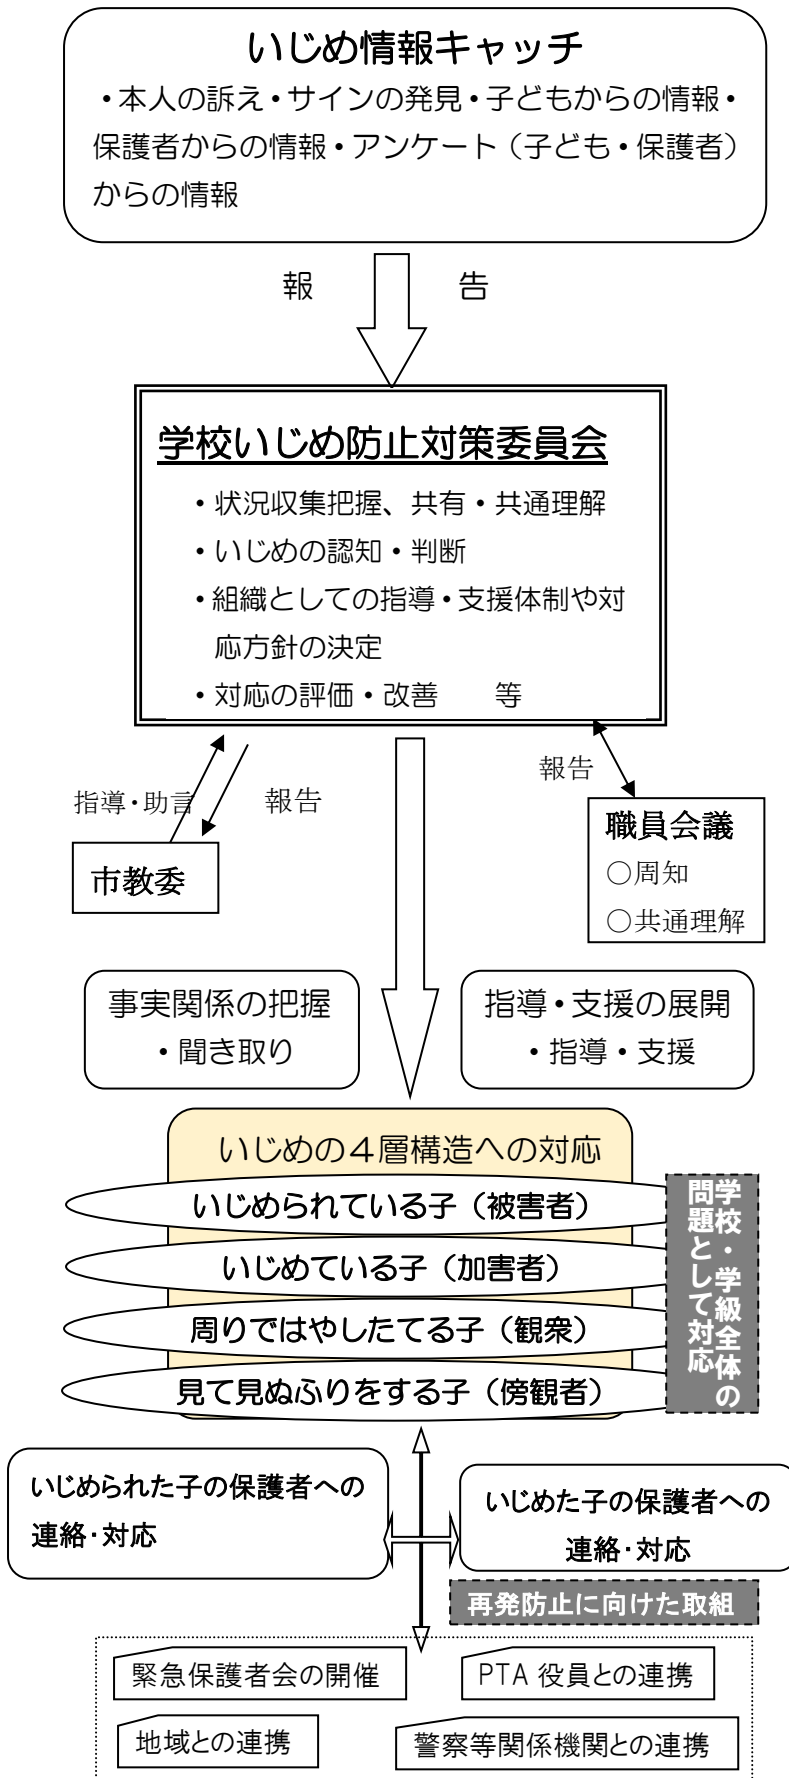 いじめ情報キャッチ
・本人の訴え・サインの発見・子どもからの情報・
保護者からの情報・アンケート（子ども・保護者）
からの情報
報 告
学校いじめ防止対策委員会
・状況収集把握、共有・共通理解
・いじめの認知・判断
・組織としての指導・支援体制や対
応方針の決定
・対応の評価・改善　　等
指導・助言
報告
報告
市教委
職員会議
○周知
○共通理解
事実関係の把握
・聞き取り
指導・支援の展開
・指導・支援
いじめの４層構造への対応
いじめられている子（被害者）
いじめている子（加害者）
周りではやしたてる子（観衆）
見て見ぬふりをする子（傍観者）
学校・学級全体の
問題として対応
いじめられた子の保護者への
連絡・対応
いじめた子の保護者への
連絡・対応
再発防止に向けた取組
緊急保護者会の開催
PTA 役員との連携
地域との連携
警察等関係機関との連携